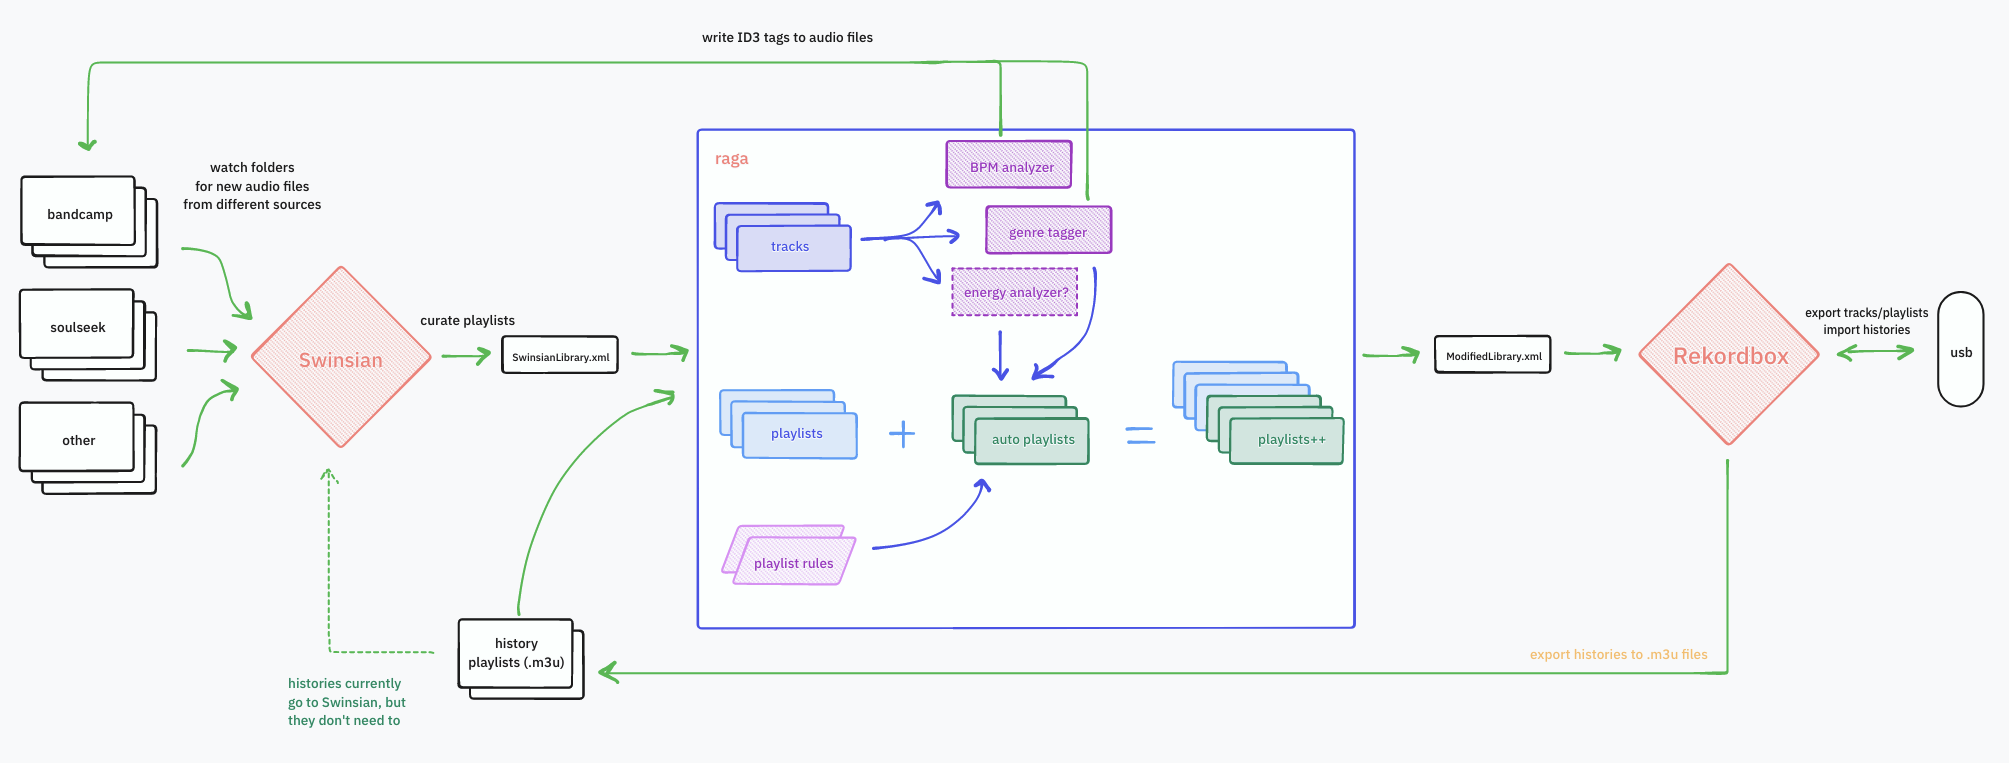 write ID3 tags to audio files
watch folders
for new audio files
from different sources
bandcamp
soulseek
other
Swinsian
curate playlists
SwinsianLibrary.xml
raga
BPM analyzer
genre tagger
energy analyzer?
tracks
playlists
+
auto playlists
=
playlists++
playlist rules
ModifiedLibrary.xml
Rekordbox
export tracks/playlists
import histories
usb
export histories to .m3u files
history
playlists (.m3u)
histories currently
go to Swinsian, but
they don't need to